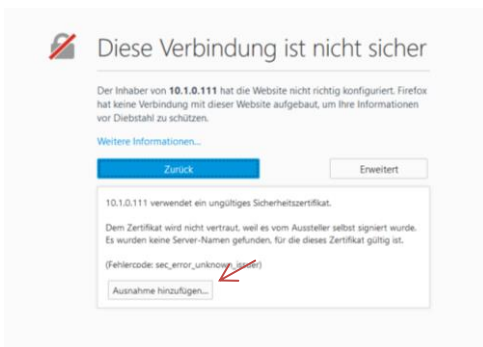 Diese Verbindung ist nicht sicher
Der Inhaber von 10.1.0.111 hat die Website nicht richtig konfiguriert. Firefox
hat keine Verbindung mit dieser Website aufgebaut, um Ihre Informationen
vor Diebstahl zu schützen.
Weitere Informationen...
Zurück
Erweitert
10.1.0.111 verwendet ein ungültiges Sicherheitszertifikat.
Dem Zertifikat wird nicht vertraut, weil es vom Aussteller selbst signiert wurde.
Es wurden keine Server-Namen gefunden, für die dieses Zertifikat gültig ist.
(Fehlercode: sec_error_unknown_issuer)
Ausnahme hinzufügen...